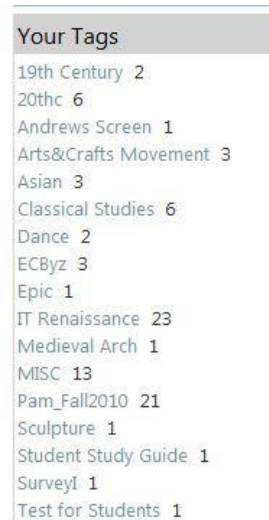 Your Tags
19th Century 2
20thc 6
Andrews Screen 1
Arts&Crafts Movement 3
Asian 3
Classical Studies 6
Dance 2
ECByz 3
Epic 1
IT Renaissance 23
Medieval Arch 1
MISC 13
Pam_Fall2010 21
Sculpture 1
Student Study Guide 1
SurveyI 1
Test for Students 1